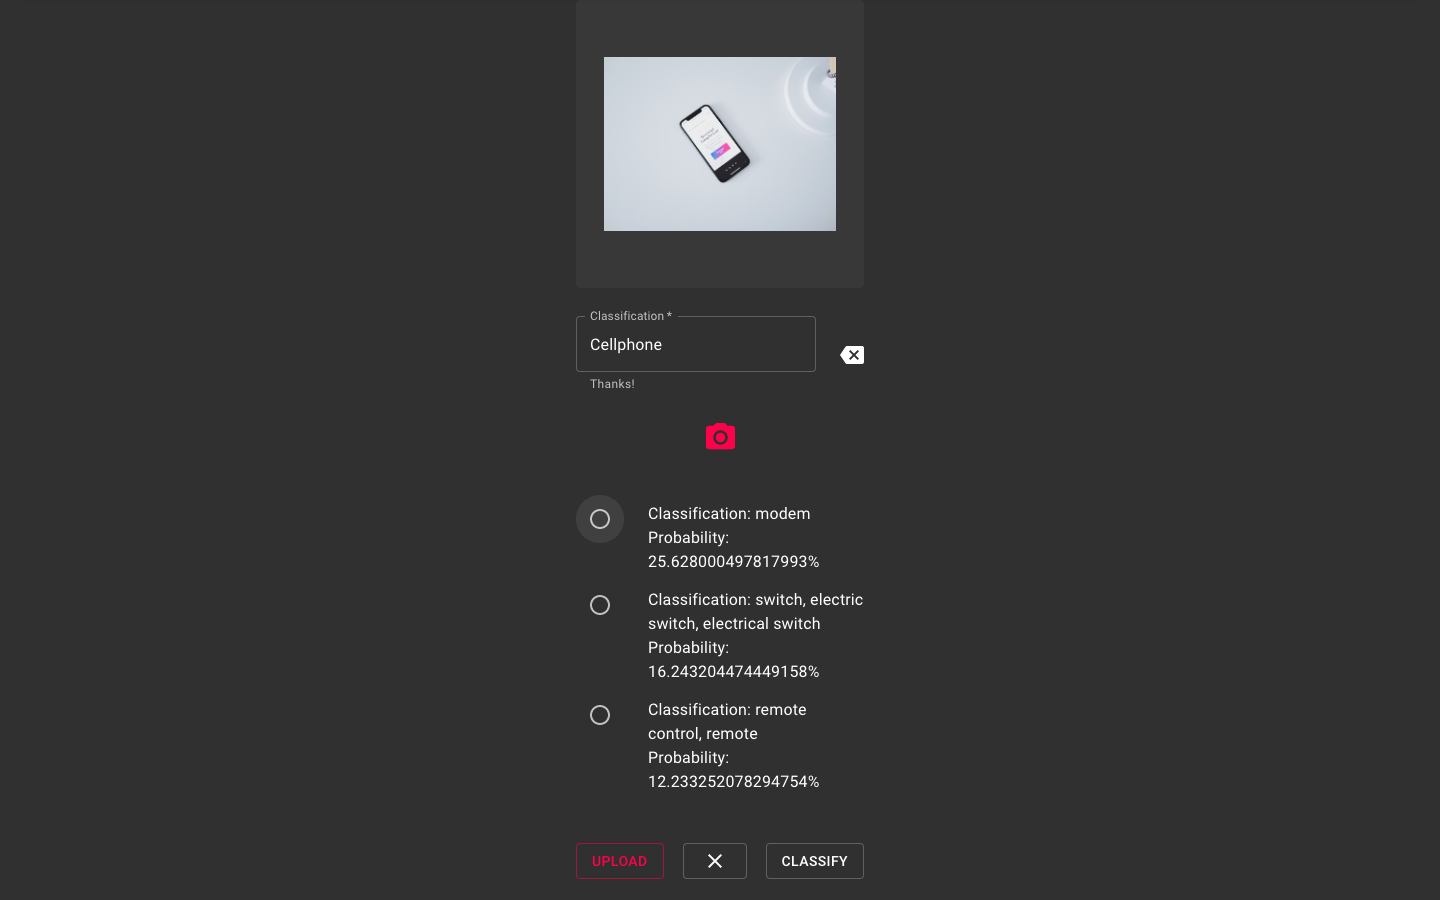 Classification *
Cellphone
Thanks!
Classification: modem
Probability:
25.628000497817993%
Classification: switch, electric
switch, electrical switch
Probability:
16.243204474449158%
Classification: remote
control, remote
Probability:
12.233252078294754%
UPLOAD
CLASSIFY